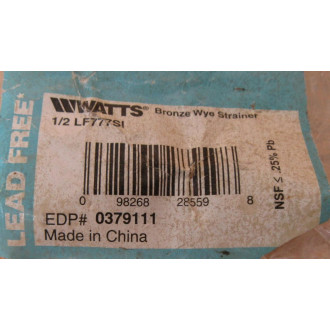 LEAD FREE*
WATTS® Bronze Wye Strainer
1/2 LF777SI
0 98268 28559 8
EDP# 0379111
Made in China
NSF ≤ .25% Pb